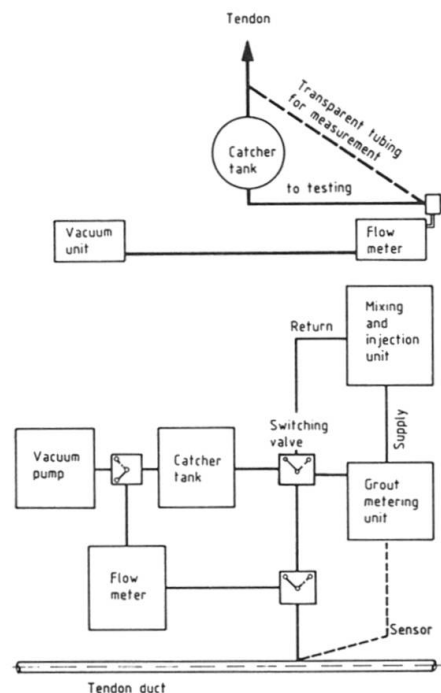 Tendon
Transparent tubing
for measurement
Catcher
tank
to testing
Vacuum
unit
Flow
meter
Mixing
and
injection
unit
Return
Supply
Switching
valve
Vacuum
pump
Catcher
tank
Grout
metering
unit
Flow
meter
Sensor
Tendon duct